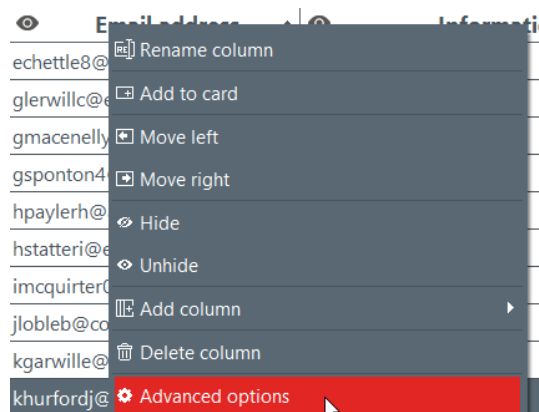 Email address
echettle8@
Rename column
glerwillc@e
Add to card
gmacenelly
Move left
gsponton4
Move right
hpaylerh@
Hide
hstatteri@e
Unhide
imcquirter0
Add column
jlobleb@co
Delete column
kgarwille@
khurfordj@
Advanced options